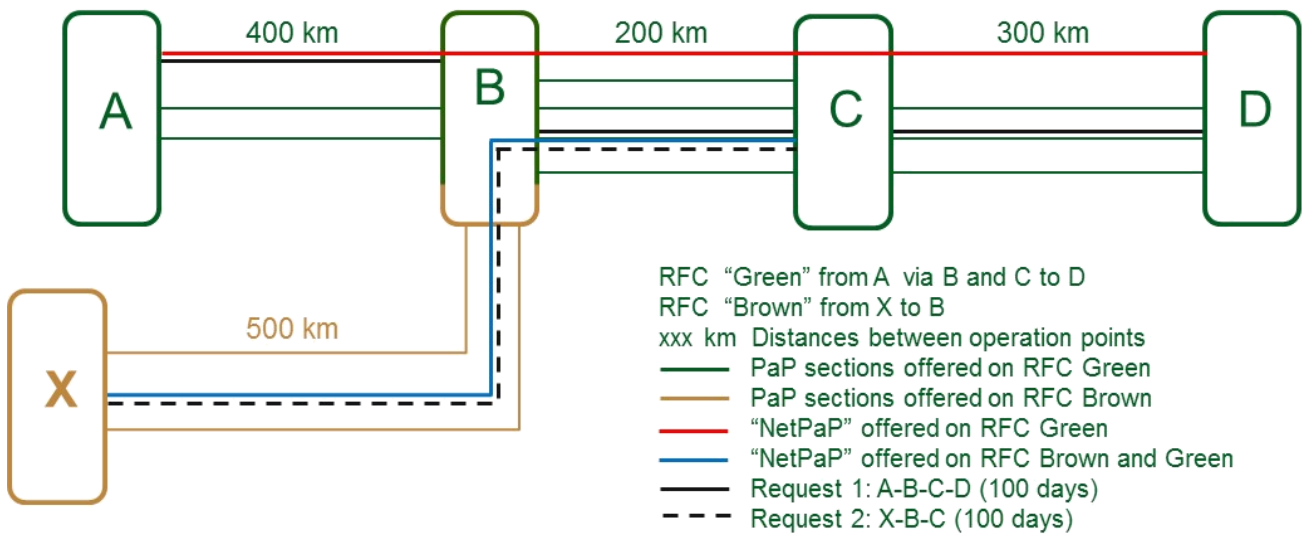 400 km
200 km
300 km
A
B
C
D
500 km
X
RFC “Green” from A via B and C to D
RFC “Brown” from X to B
xxx km Distances between operation points
PaP sections offered on RFC Green
PaP sections offered on RFC Brown
“NetPaP” offered on RFC Green
“NetPaP” offered on RFC Brown and Green
Request 1: A-B-C-D (100 days)
Request 2: X-B-C (100 days)